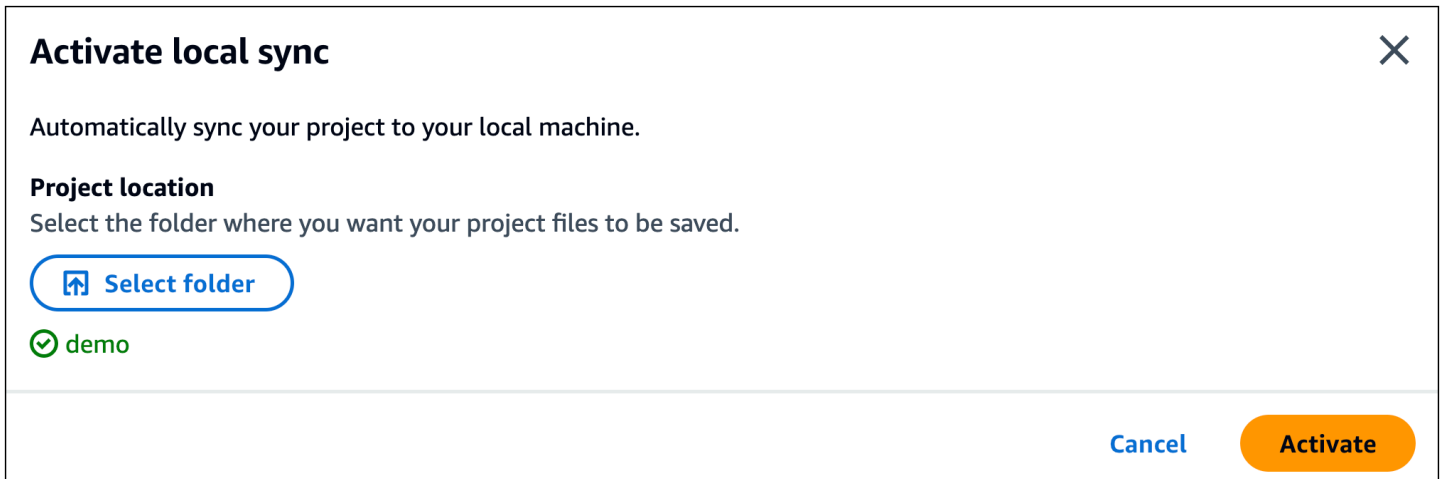 Activate local sync
Automatically sync your project to your local machine.
Project location
Select the folder where you want your project files to be saved.
Select folder
demo
Cancel
Activate